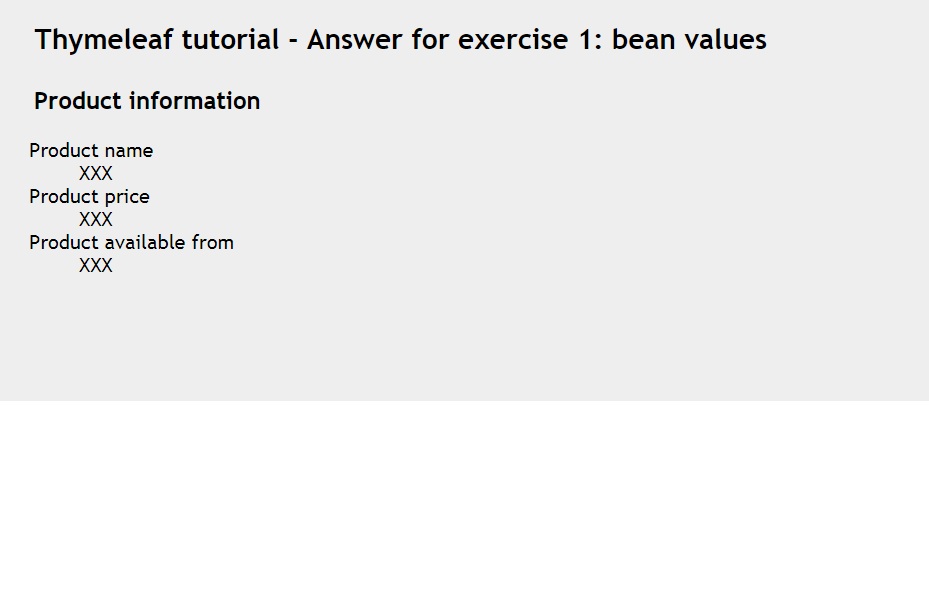 Thymeleaf tutorial - Answer for exercise 1: bean values
Product information
Product name
XXX
Product price
XXX
Product available from
XXX